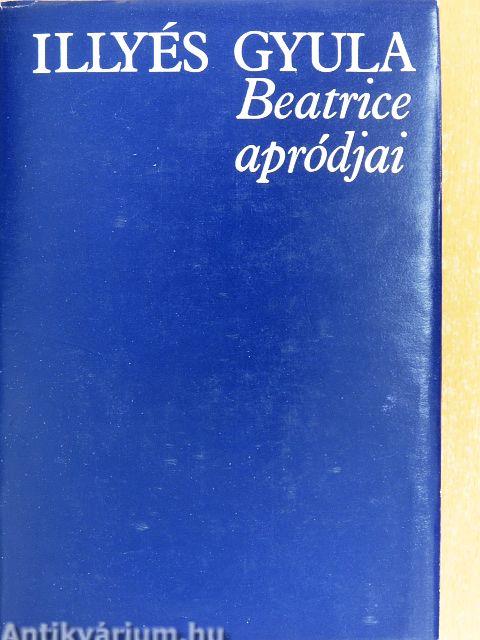 ILLYÉS GYULA
Beatrice
apródjai
Antikvárium.hu